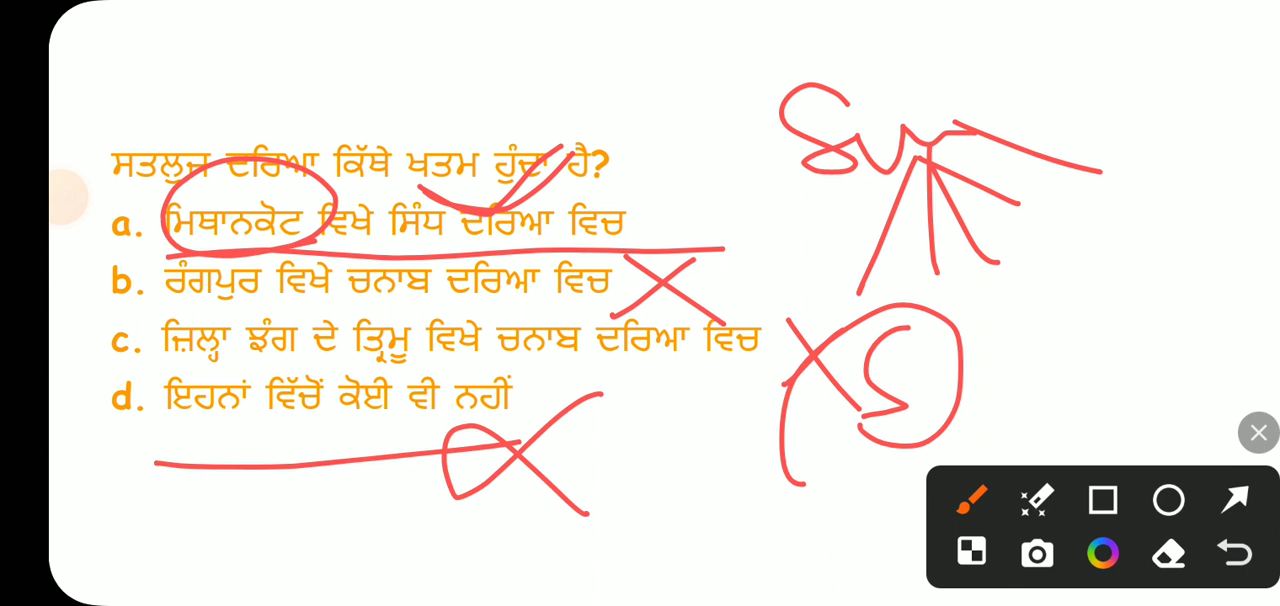 ਸਤਲੁਜ ਦਰਿਆ ਕਿੱਥੇ ਖਤਮ ਹੁੰਦਾ ਹੈ?
a. ਮਿਥਾਨਕੋਟ ਵਿਖੇ ਸਿੰਧ ਦਰਿਆ ਵਿਚ
b. ਰੰਗਪੁਰ ਵਿਖੇ ਚਨਾਬ ਦਰਿਆ ਵਿਚ
c. ਜ਼ਿਲ੍ਹਾ ਝੰਗ ਦੇ ਤ੍ਰਿਮੂ ਵਿਖੇ ਚਨਾਬ ਦਰਿਆ ਵਿਚ
d. ਇਹਨਾਂ ਵਿੱਚੋਂ ਕੋਈ ਵੀ ਨਹੀਂ